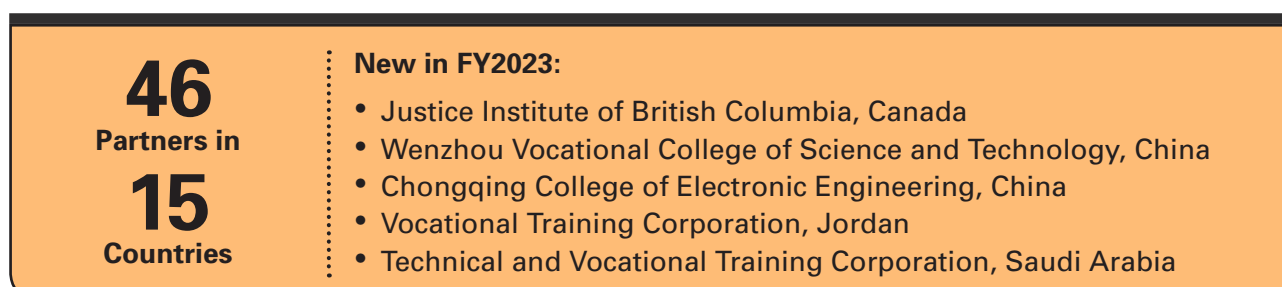 46
Partners in
15
Countries
New in FY2023:
• Justice Institute of British Columbia, Canada
• Wenzhou Vocational College of Science and Technology, China
• Chongqing College of Electronic Engineering, China
• Vocational Training Corporation, Jordan
• Technical and Vocational Training Corporation, Saudi Arabia